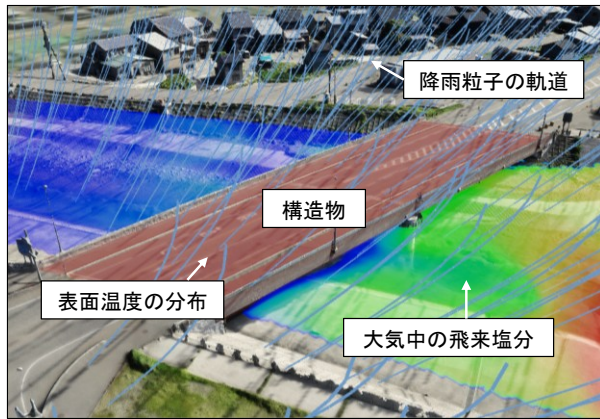 降雨粒子の軌道
構造物
表面温度の分布
大気中の飛来塩分